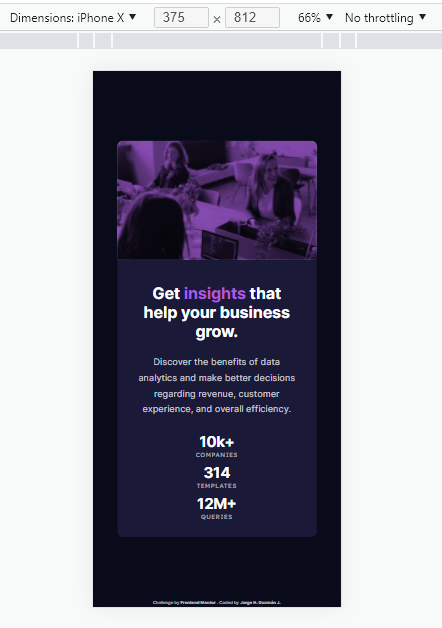 Dimensions: iPhone X ▼ 375 × 812 66% ▼ No throttling ▼
Get insights that
help your business
grow.
Discover the benefits of data
analytics and make better decisions
regarding revenue, customer
experience, and overall efficiency.
10k+
COMPANIES
314
TEMPLATES
12M+
QUERIES
Challenge by Frontend Mentor . Coded by Jorge H. Guzmán J.